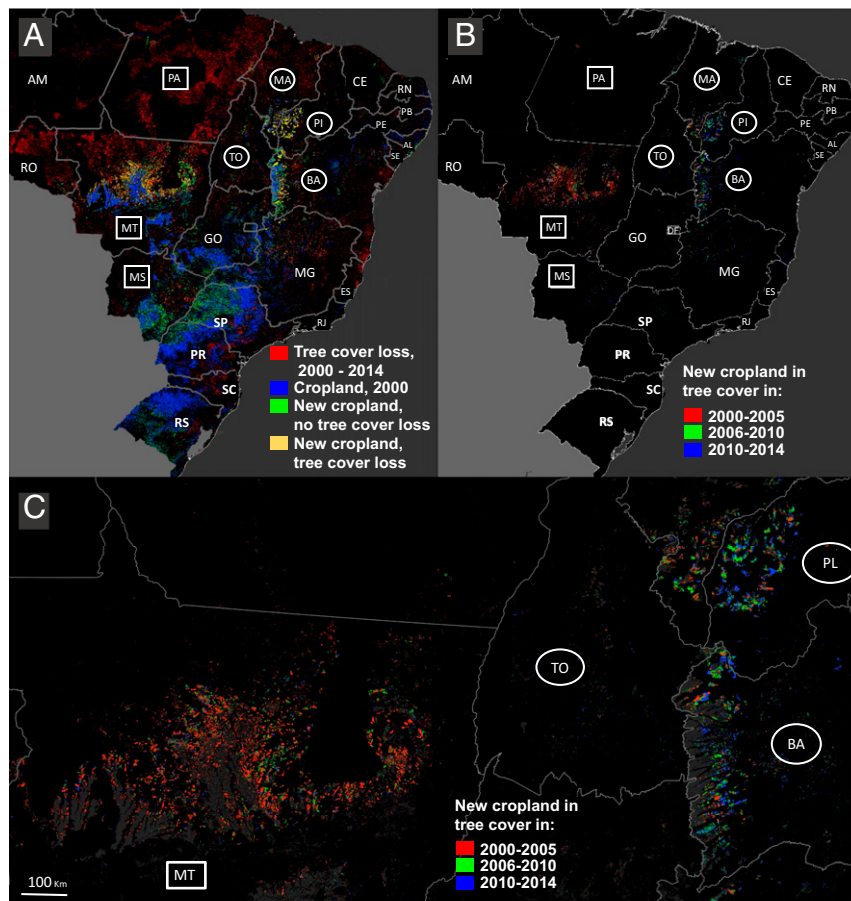 A
AM
PA
MA
CE
RN
PB
PI
PE
AL
SE
TO
RO
BA
MT
GO
MS
MG
ES
SP
RJ
PR
SC
RS
Tree cover loss,
2000 - 2014
Cropland, 2000
New cropland,
no tree cover loss
New cropland,
tree cover loss
B
AM
PA
MA
CE
RN
PB
PI
PE
AL
SE
TO
RO
BA
MT
GO
DF
MS
MG
ES
SP
RJ
PR
SC
RS
New cropland in
tree cover in:
2000-2005
2006-2010
2010-2014
C
PL
TO
BA
MT
100 Km
New cropland in
tree cover in:
2000-2005
2006-2010
2010-2014